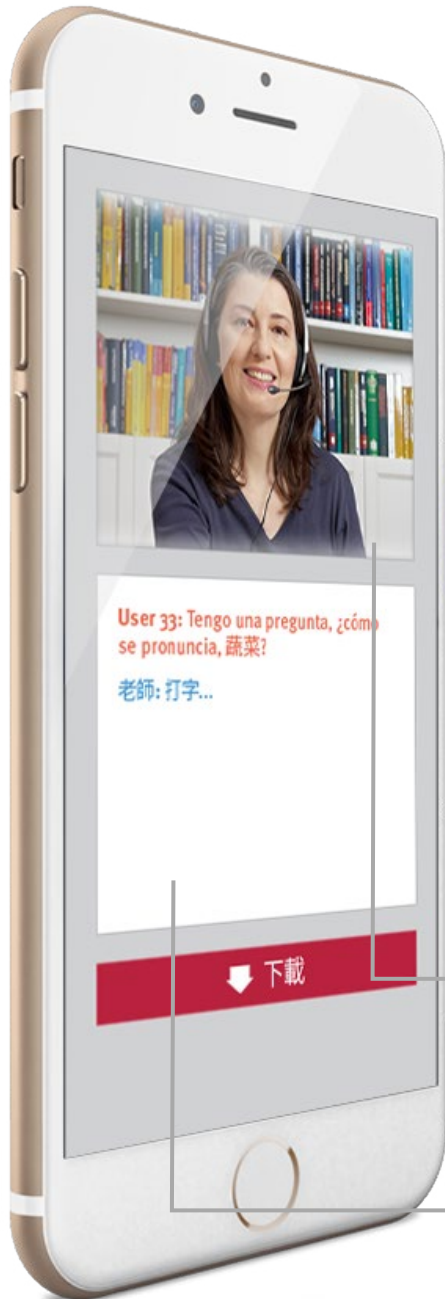 User 33: Tengo una pregunta, ¿cómo
se pronuncia, 蔬菜?
老師: 打字...
下載